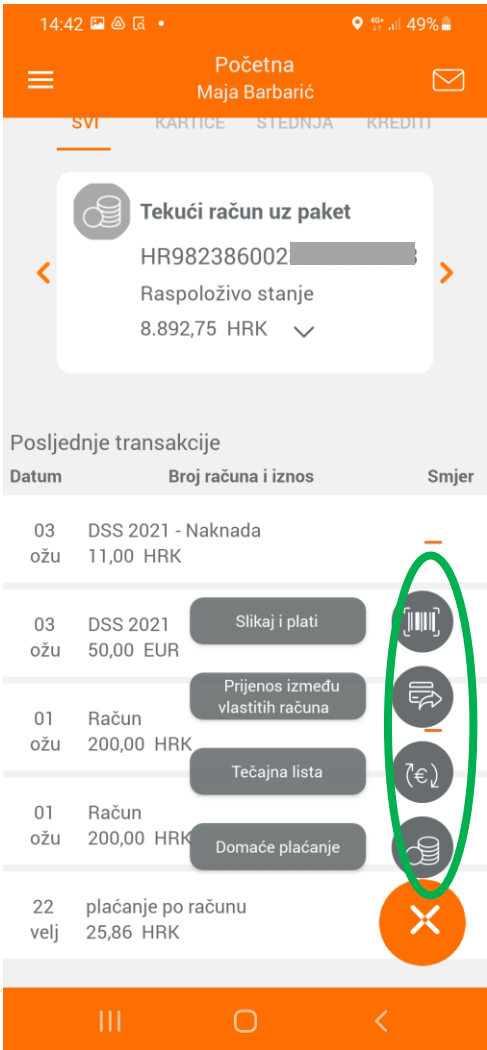 14:42
49%
Početna
Maja Barbarić
SVI KARTICE ŠTEDNJA KREDITI
Tekući račun uz paket
HR982386002
Raspoloživo stanje
8.892,75 HRK
Posljednje transakcije
Datum Broj računa i iznos Smjer
03 DSS 2021 - Naknada
ožu 11,00 HRK
03 DSS 2021
ožu 50,00 EUR
Slikaj i plati
01 Račun
ožu 200,00 HRK
Prijenos između
vlastitih računa
01 Račun
ožu 200,00 HRK
Tečajna lista
Domaće plaćanje
22 plaćanje po računu
velj 25,86 HRK